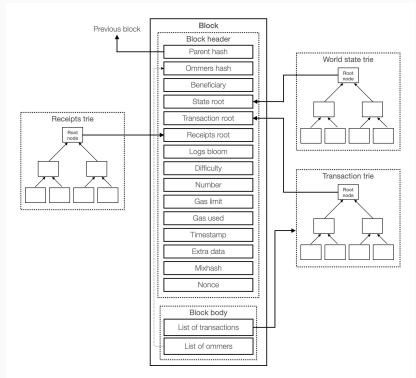 Block
Previous block
Block header
Parent hash
Ommers hash
World state trie
Root
node
Beneficiary
State root
Receipts trie
Transaction root
Root
node
Receipts root
Logs bloom
Difficulty
Transaction trie
Number
Root
node
Gas limit
Gas used
Timestamp
Extra data
Mixhash
Nonce
Block body
List of transactions
List of ommers